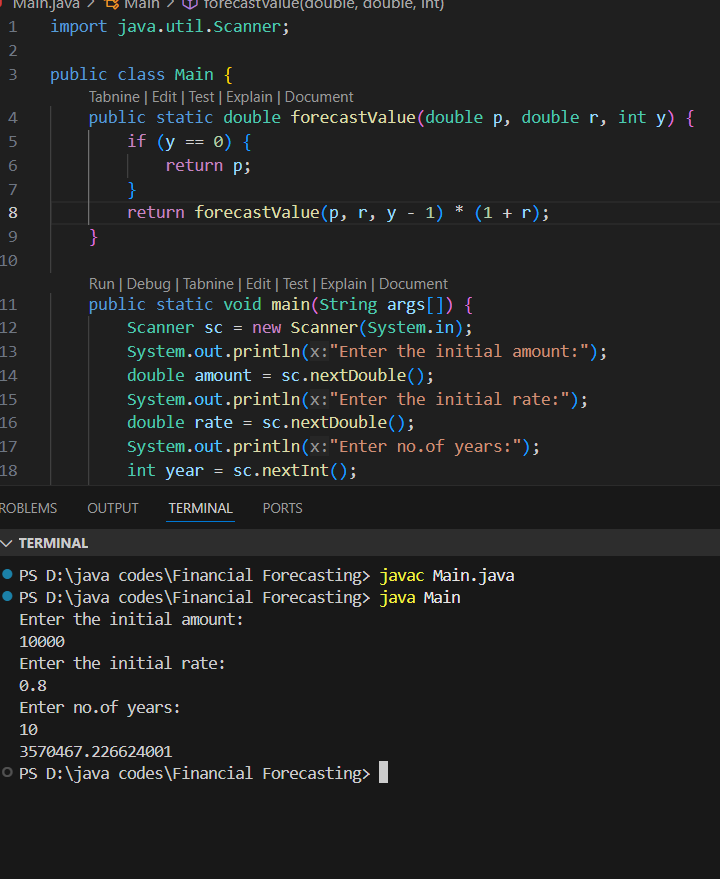 Main.java > Main > forecastValue(double, double, int)
1 import java.util.Scanner;
2
3 public class Main {
Tabnine | Edit | Test | Explain | Document
4 public static double forecastValue(double p, double r, int y) {
5 if (y == 0) {
6 return p;
7 }
8 return forecastValue(p, r, y - 1) * (1 + r);
9 }
10
Run | Debug | Tabnine | Edit | Test | Explain | Document
11 public static void main(String args[]) {
12 Scanner sc = new Scanner(System.in);
13 System.out.println(x:"Enter the initial amount:");
14 double amount = sc.nextDouble();
15 System.out.println(x:"Enter the initial rate:");
16 double rate = sc.nextDouble();
17 System.out.println(x:"Enter no.of years:");
18 int year = sc.nextInt();
ROBLEMS OUTPUT TERMINAL PORTS
TERMINAL
PS D:\java codes\Financial Forecasting> javac Main.java
PS D:\java codes\Financial Forecasting> java Main
Enter the initial amount:
10000
Enter the initial rate:
0.8
Enter no.of years:
10
3570467.226624001
PS D:\java codes\Financial Forecasting>